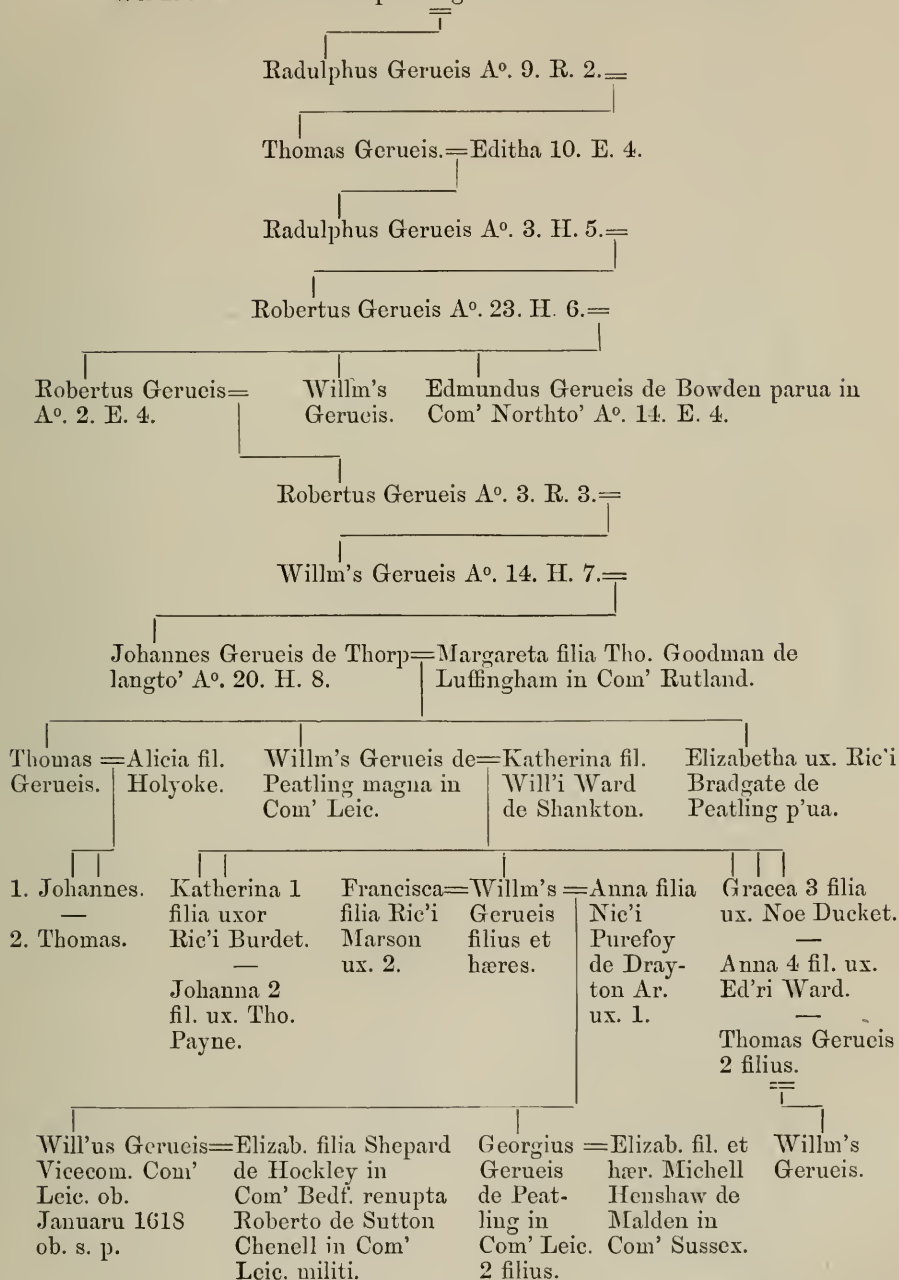 Radulphus Gerueis Aº. 9. R. 2.=
Thomas Gerueis.=Editha 10. E. 4.
Radulphus Gerueis Aº. 3. H. 5.=
Robertus Gerueis Aº. 23. H. 6.=
Robertus Gerueis=
Aº. 2. E. 4.
Willm's
Gerueis.
Edmundus Gerueis de Bowden parua in
Com' Northto' Aº. 14. E. 4.
Robertus Gerueis Aº. 3. R. 3.=
Willm's Gerueis Aº. 14. H. 7.=
Johannes Gerueis de Thorp=Margareta filia Tho. Goodman de
langto' Aº. 20. H. 8. Luffingham in Com' Rutland.
Thomas =Alicia fil.
Gerueis. Holyoke.
Willm's Gerueis de=Katherina fil.
Peatling magna in Will'i Ward
Com' Leic. de Shankton.
Elizabetha ux. Ric'i
Bradgate de
Peatling p'ua.
1. Johannes.
—
2. Thomas.
Katherina 1
filia uxor
Ric'i Burdet.
—
Johanna 2
fil. ux. Tho.
Payne.
Francisca=Willm's =Anna filia
filia Ric'i Gerueis Nic'i
Marson filius et Purefoy
ux. 2. hæres. de Dray-
ton Ar.
ux. 1.
Gracea 3 filia
ux. Noe Ducket.
—
Anna 4 fil. ux.
Ed'ri Ward.
—
Thomas Gerueis
2 filius.
Will'us Gerueis=Elizab. filia Shepard
Vicecom. Com' de Hockley in
Leic. ob. Com' Bedf. renupta
Januaru 1618 Roberto de Sutton
ob. s. p. Chenell in Com'
Leic. militi.
Georgius =Elizab. fil. et
Gerueis hær. Michell
de Peat- Henshaw de
ling in Malden in
Com' Leic. Com' Sussex.
2 filius.
Willm's
Gerueis.